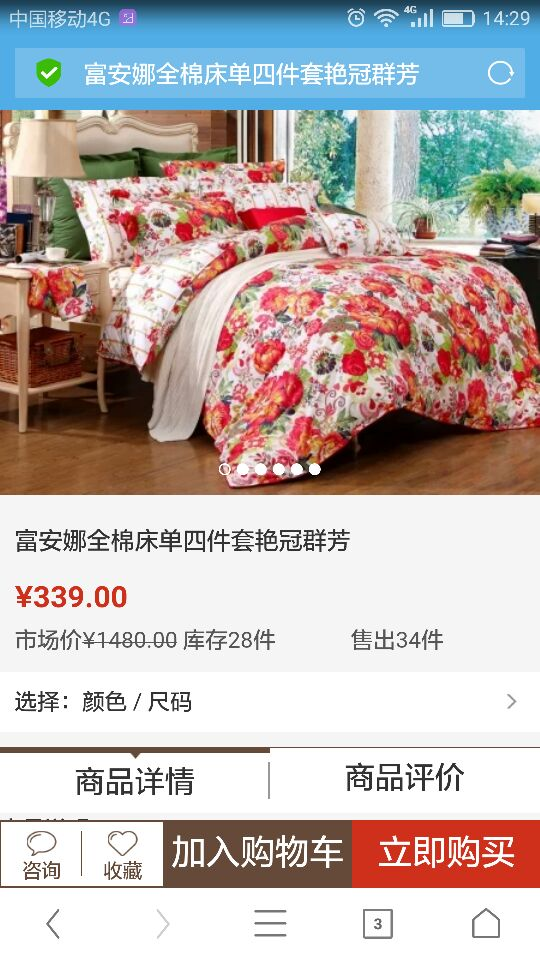 中国移动4G
4G
14:29
富安娜全棉床单四件套艳冠群芳
富安娜全棉床单四件套艳冠群芳
¥339.00
市场价¥1480.00 库存28件 售出34件
选择：颜色 / 尺码
商品详情
商品评价
咨询
收藏
加入购物车
立即购买
3